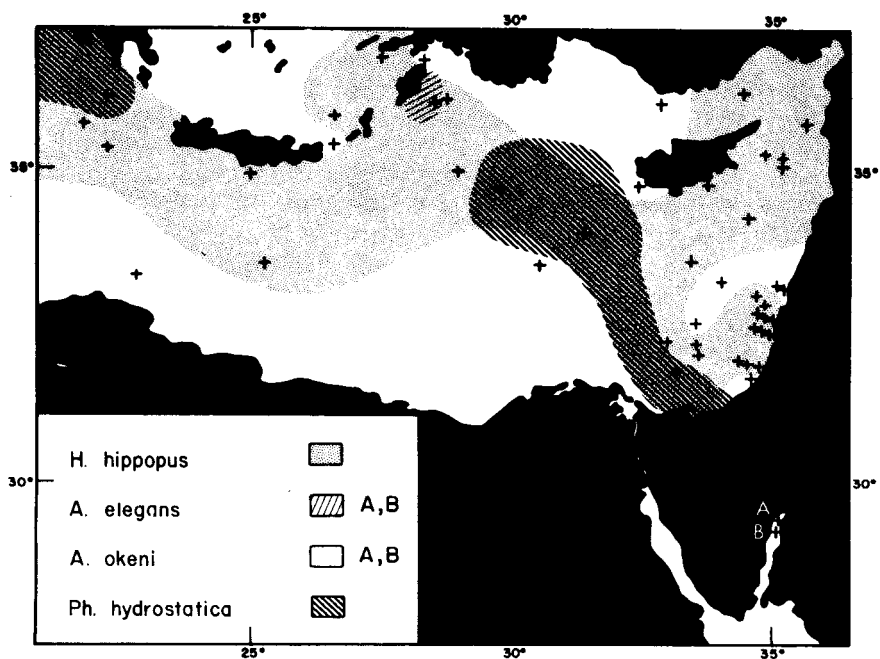 25° 30° 35°
35° 35°
30° 30°
A
B
H. hippopus
A. elegans A,B
A. okeni A,B
Ph. hydrostatica
25° 30° 35°